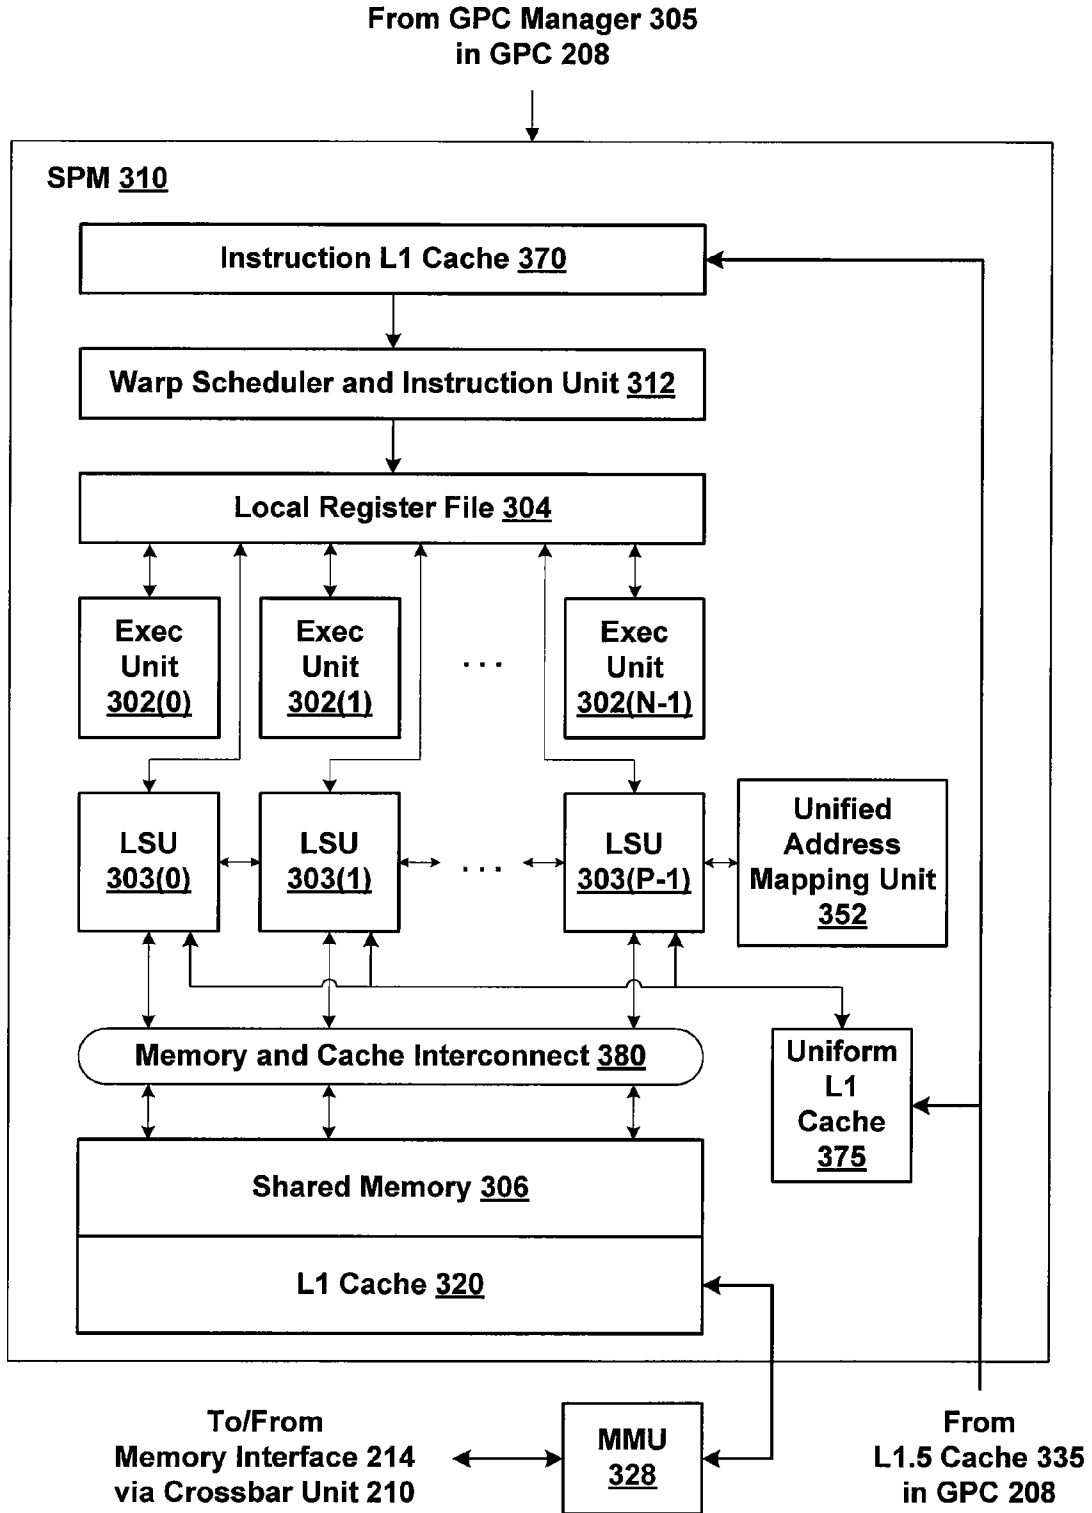 From GPC Manager 305
in GPC 208
SPM 310
Instruction L1 Cache 370
Warp Scheduler and Instruction Unit 312
Local Register File 304
Exec
Unit
302(0)
Exec
Unit
302(1)
...
Exec
Unit
302(N-1)
LSU
303(0)
LSU
303(1)
...
LSU
303(P-1)
Unified
Address
Mapping Unit
352
Memory and Cache Interconnect 380
Uniform
L1
Cache
375
Shared Memory 306
L1 Cache 320
To/From
Memory Interface 214
via Crossbar Unit 210
MMU
328
From
L1.5 Cache 335
in GPC 208